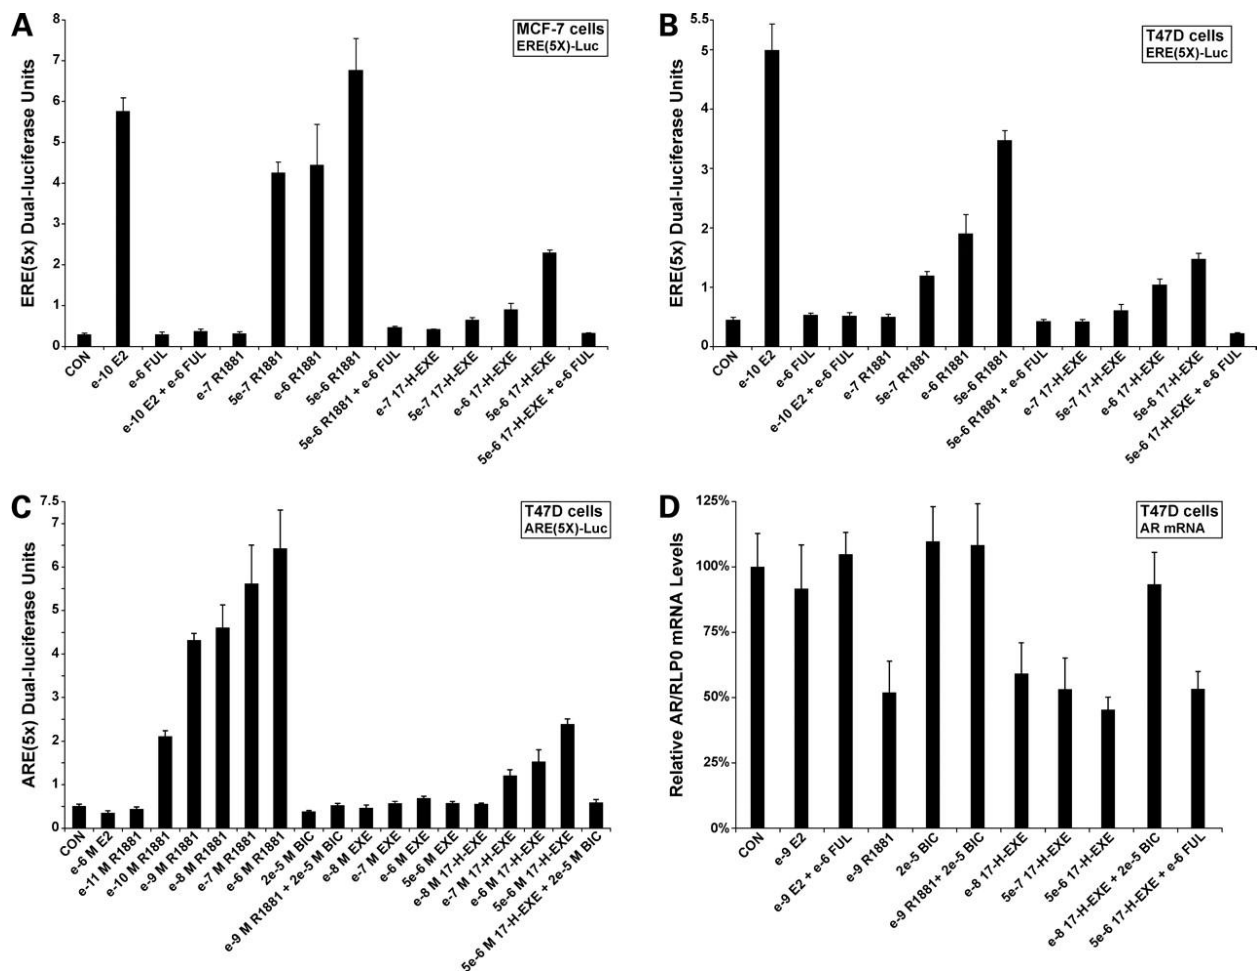 A
MCF-7 cells
ERE(5X)-Luc
ERE(5x) Dual-luciferase Units
8
7
6
5
4
3
2
1
0
CON
e-10 E2
e-6 FUL
e-10 E2 + e-6 FUL
e-7 R1881
5e-7 R1881
e-6 R1881
5e-6 R1881
5e-6 R1881 + e-6 FUL
e-7 17-H-EXE
5e-7 17-H-EXE
e-6 17-H-EXE
5e-6 17-H-EXE
5e-6 17-H-EXE + e-6 FUL
B
T47D cells
ERE(5X)-Luc
ERE(5x) Dual-luciferase Units
5.5
5
4
3
2
1
0
CON
e-10 E2
e-6 FUL
e-10 E2 + e-6 FUL
e-7 R1881
5e-7 R1881
e-6 R1881
5e-6 R1881
5e-6 R1881 + e-6 FUL
e-7 17-H-EXE
5e-7 17-H-EXE
e-6 17-H-EXE
5e-6 17-H-EXE
5e-6 17-H-EXE + e-6 FUL
C
T47D cells
ARE(5X)-Luc
ARE(5x) Dual-luciferase Units
7.5
7
6
5
4
3
2
1
0
CON
e-6 M E2
e-11 M R1881
e-10 M R1881
e-9 M R1881
e-8 M R1881
e-7 M R1881
e-6 M R1881
2e-5 M BIC
e-9 M R1881 + 2e-5 M BIC
e-8 M EXE
e-7 M EXE
e-6 M EXE
5e-6 M EXE
e-8 M 17-H-EXE
e-7 M 17-H-EXE
e-6 M 17-H-EXE
5e-6 M 17-H-EXE
5e-6 M 17-H-EXE + 2e-5 M BIC
D
T47D cells
AR mRNA
Relative AR/RLP0 mRNA Levels
125%
100%
75%
50%
25%
0%
CON
e-9 E2
e-9 E2 + e-6 FUL
e-9 R1881
2e-5 BIC
e-9 R1881+ 2e-5 BIC
e-8 17-H-EXE
5e-7 17-H-EXE
5e-6 17-H-EXE
e-8 17-H-EXE + 2e-5 BIC
5e-6 17-H-EXE + e-6 FUL